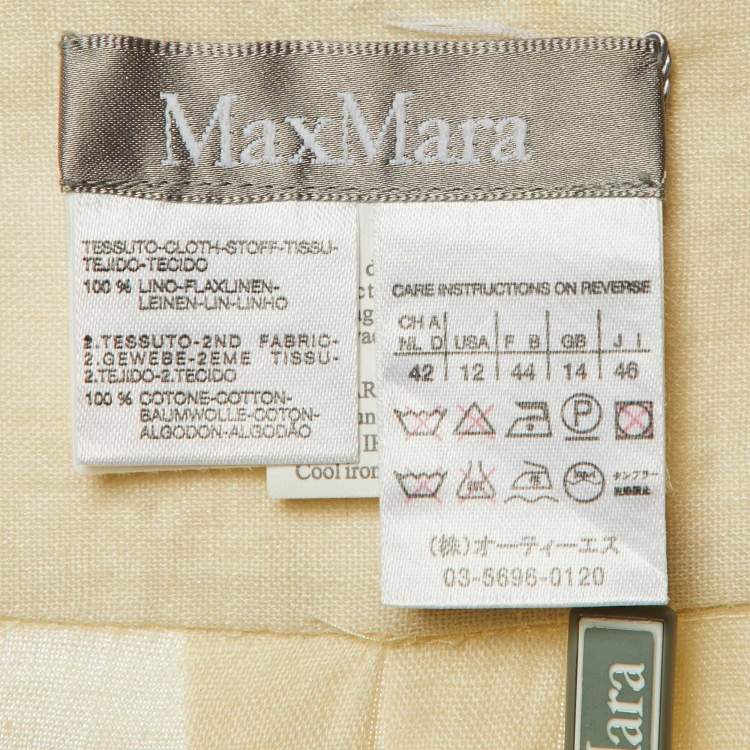 MaxMara
TESSUTO-CLOTH-STOFF-TISSU-
TEJIDO-TECIDO
100 % LINO-FLAXLINEN-
LEINEN-LIN-LINHO
2.TESSUTO-2ND FABRIC-
2.GEWEBE-2EME TISSU-
2.TEJIDO-2.TECIDO
100 % COTONE-COTTON-
BAUMWOLLE-COTON-
ALGODON-ALGODÃO
Cool iron
CARE INSTRUCTIONS ON REVERSE
CH A
NL D USA F B GB J I
42 12 44 14 46
P
タンブラー
乾燥禁止
(株)オーティーエス
03-5696-0120
Mara